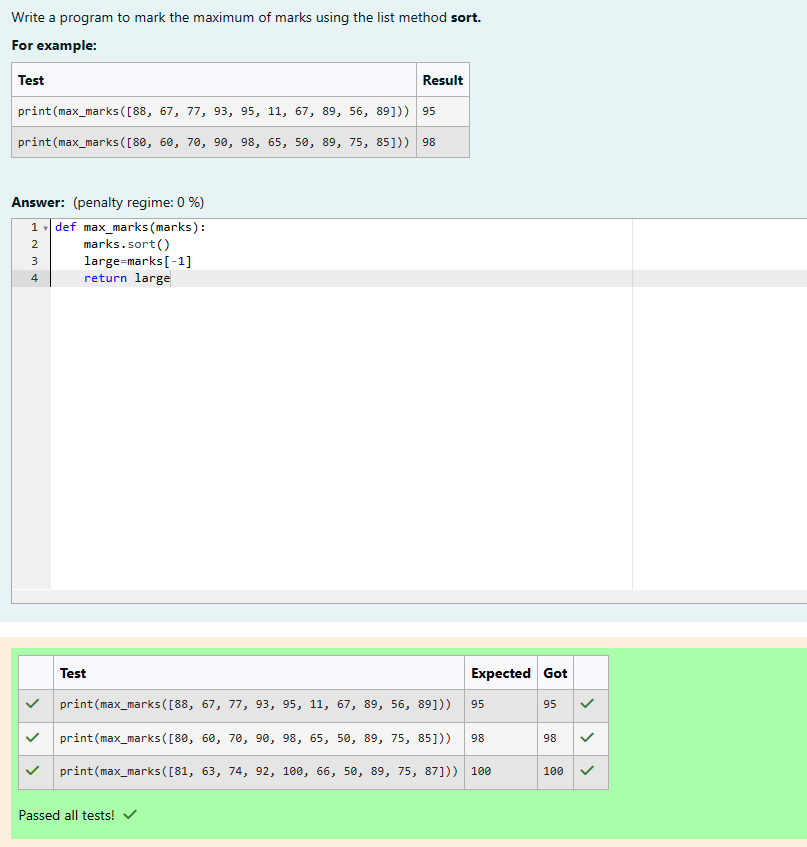 Write a program to mark the maximum of marks using the list method sort.
For example:
Test Result
print(max_marks([88, 67, 77, 93, 95, 11, 67, 89, 56, 89])) 95
print(max_marks([80, 60, 70, 90, 98, 65, 50, 89, 75, 85])) 98
Answer: (penalty regime: 0 %)
1 def max_marks(marks):
2 marks.sort()
3 large=marks[-1]
4 return large
Test Expected Got
print(max_marks([88, 67, 77, 93, 95, 11, 67, 89, 56, 89])) 95 95
print(max_marks([80, 60, 70, 90, 98, 65, 50, 89, 75, 85])) 98 98
print(max_marks([81, 63, 74, 92, 100, 66, 50, 89, 75, 87])) 100 100
Passed all tests!